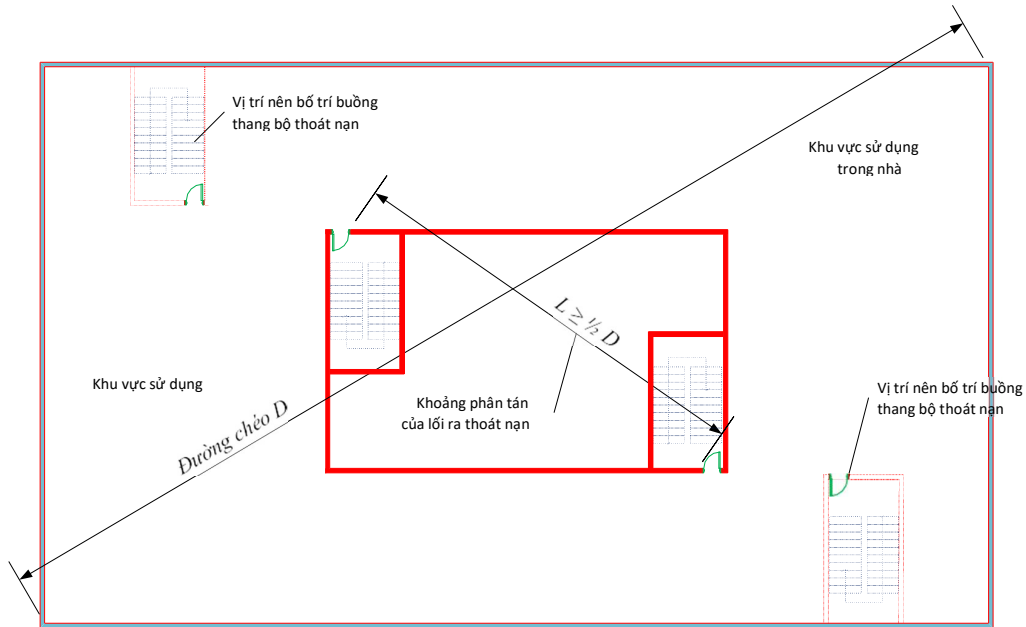 Vị trí nên bố trí buồng
thang bộ thoát nạn
Khu vực sử dụng
trong nhà
L ≥ ½ D
Khu vực sử dụng
Đường chéo D
Khoảng phân tán
của lối ra thoát nạn
Vị trí nên bố trí buồng
thang bộ thoát nạn